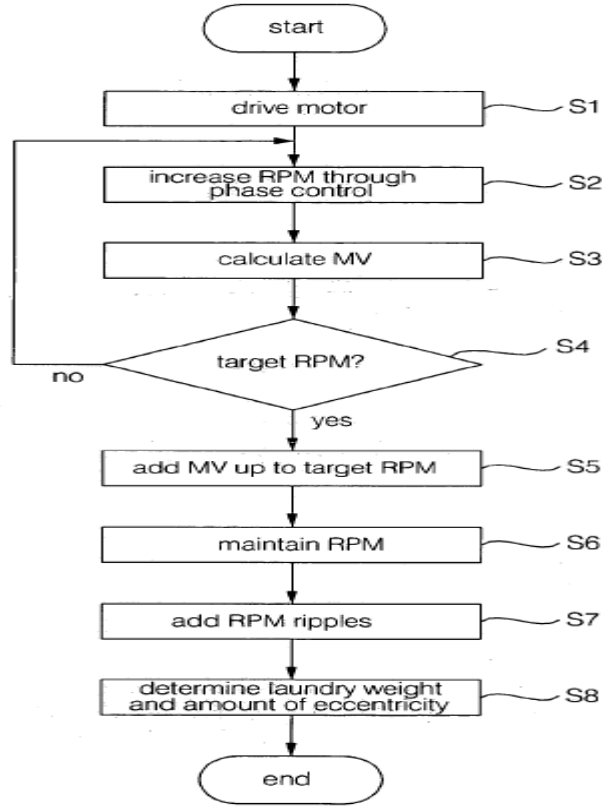 start
drive motor
S1
increase RPM through
phase control
S2
calculate MV
S3
target RPM?
S4
no
yes
add MV up to target RPM
S5
maintain RPM
S6
add RPM ripples
S7
determine laundry weight
and amount of eccentricity
S8
end